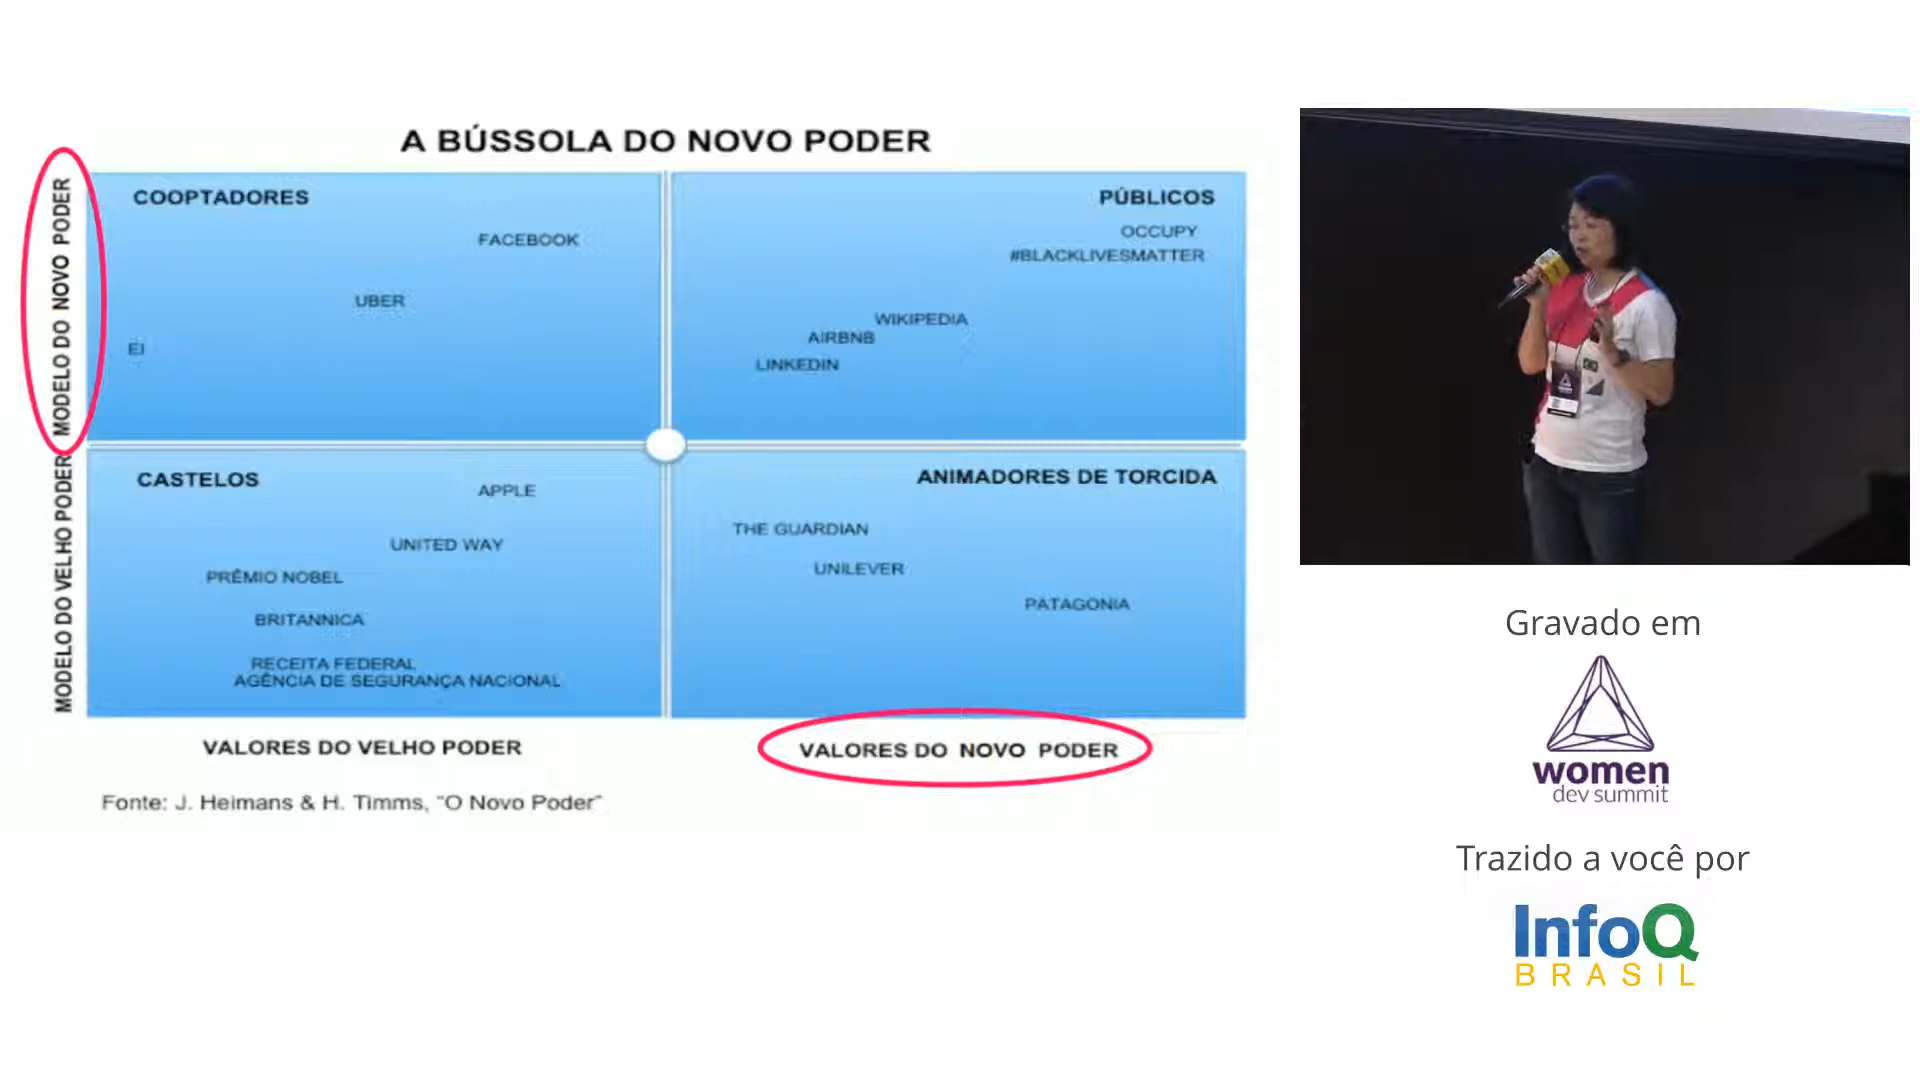 A BÚSSOLA DO NOVO PODER
MODELO DO NOVO PODER
COOPTADORES
FACEBOOK
UBER
EI
PÚBLICOS
OCCUPY
#BLACKLIVESMATTER
WIKIPEDIA
AIRBNB
LINKEDIN
MODELO DO VELHO PODER
CASTELOS
APPLE
UNITED WAY
PRÊMIO NOBEL
BRITANNICA
RECEITA FEDERAL
AGÊNCIA DE SEGURANÇA NACIONAL
ANIMADORES DE TORCIDA
THE GUARDIAN
UNILEVER
PATAGONIA
VALORES DO VELHO PODER
VALORES DO NOVO PODER
Fonte: J. Heimans & H. Timms, "O Novo Poder"
Gravado em
women
dev summit
Trazido a você por
InfoQ
BRASIL